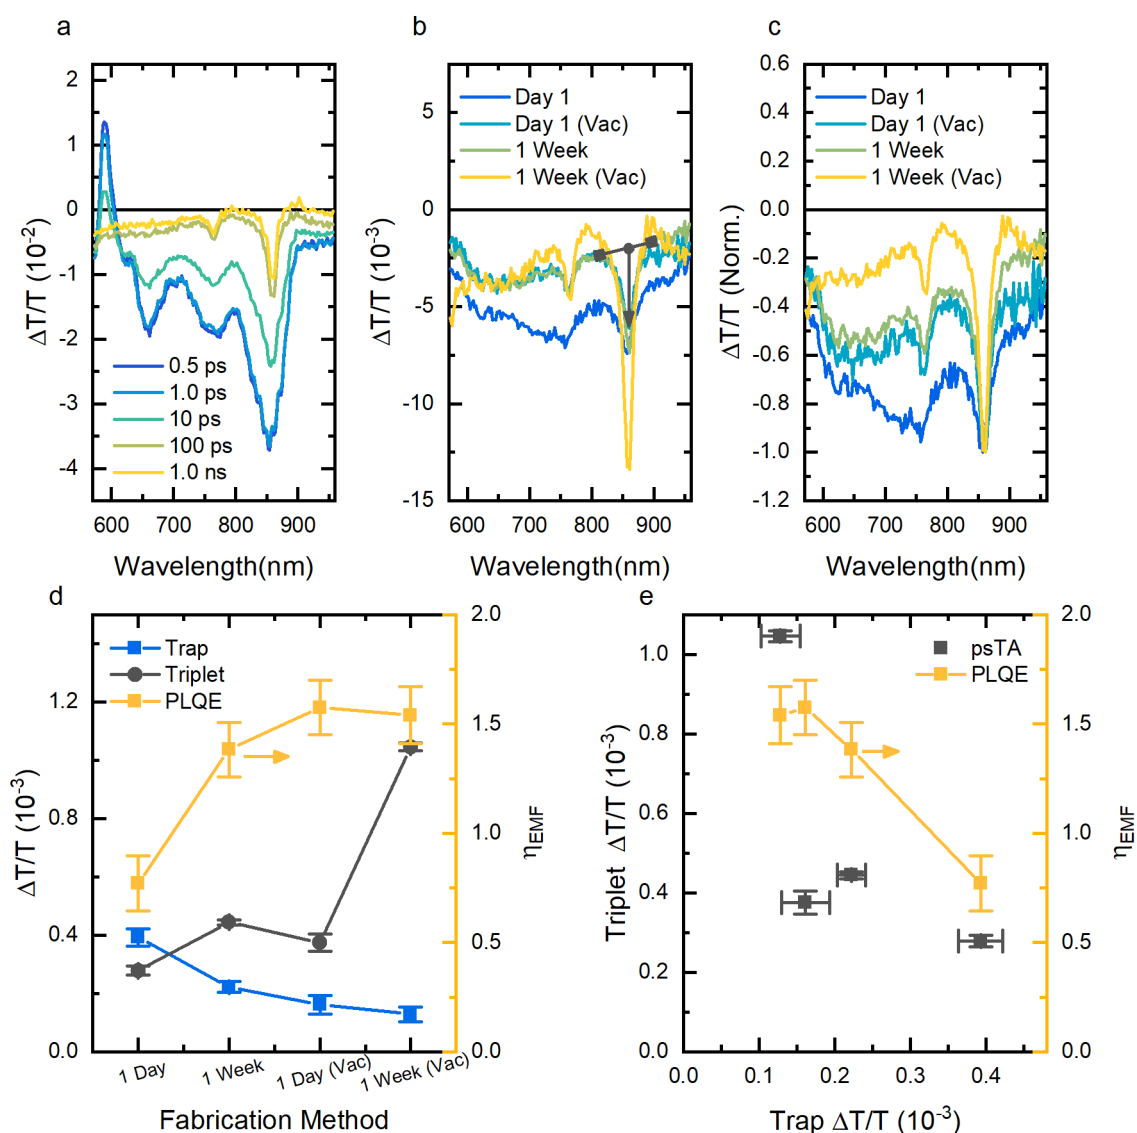 a
2
1
0
-1
-2
-3
-4
ΔT/T (10-2)
0.5 ps
1.0 ps
10 ps
100 ps
1.0 ns
600 700 800 900
Wavelength(nm)
b
5
0
-5
-10
-15
ΔT/T (10-3)
Day 1
Day 1 (Vac)
1 Week
1 Week (Vac)
600 700 800 900
Wavelength(nm)
c
0.6
0.4
0.2
0.0
-0.2
-0.4
-0.6
-0.8
-1.0
-1.2
ΔT/T (Norm.)
Day 1
Day 1 (Vac)
1 Week
1 Week (Vac)
600 700 800 900
Wavelength(nm)
d
1.2
0.8
0.4
0.0
ΔT/T (10-3)
Trap
Triplet
PLQE
2.0
1.5
1.0
0.5
0.0
ηEMF
1 Day 1 Week 1 Day (Vac) 1 Week (Vac)
Fabrication Method
e
1.0
0.8
0.6
0.4
0.2
0.0
Triplet ΔT/T (10-3)
psTA
PLQE
2.0
1.5
1.0
0.5
0.0
ηEMF
0.0 0.1 0.2 0.3 0.4
Trap ΔT/T (10-3)